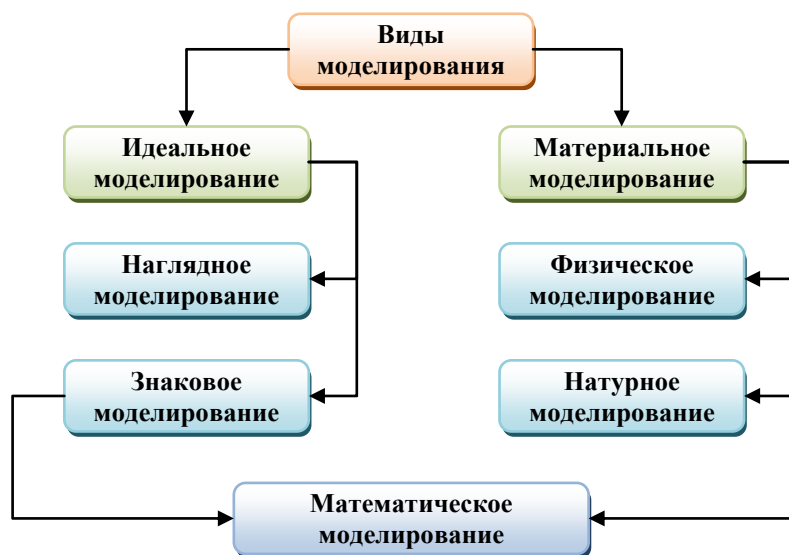 Виды
моделирования
Идеальное
моделирование
Материальное
моделирование
Наглядное
моделирование
Физическое
моделирование
Знаковое
моделирование
Натурное
моделирование
Математическое
моделирование